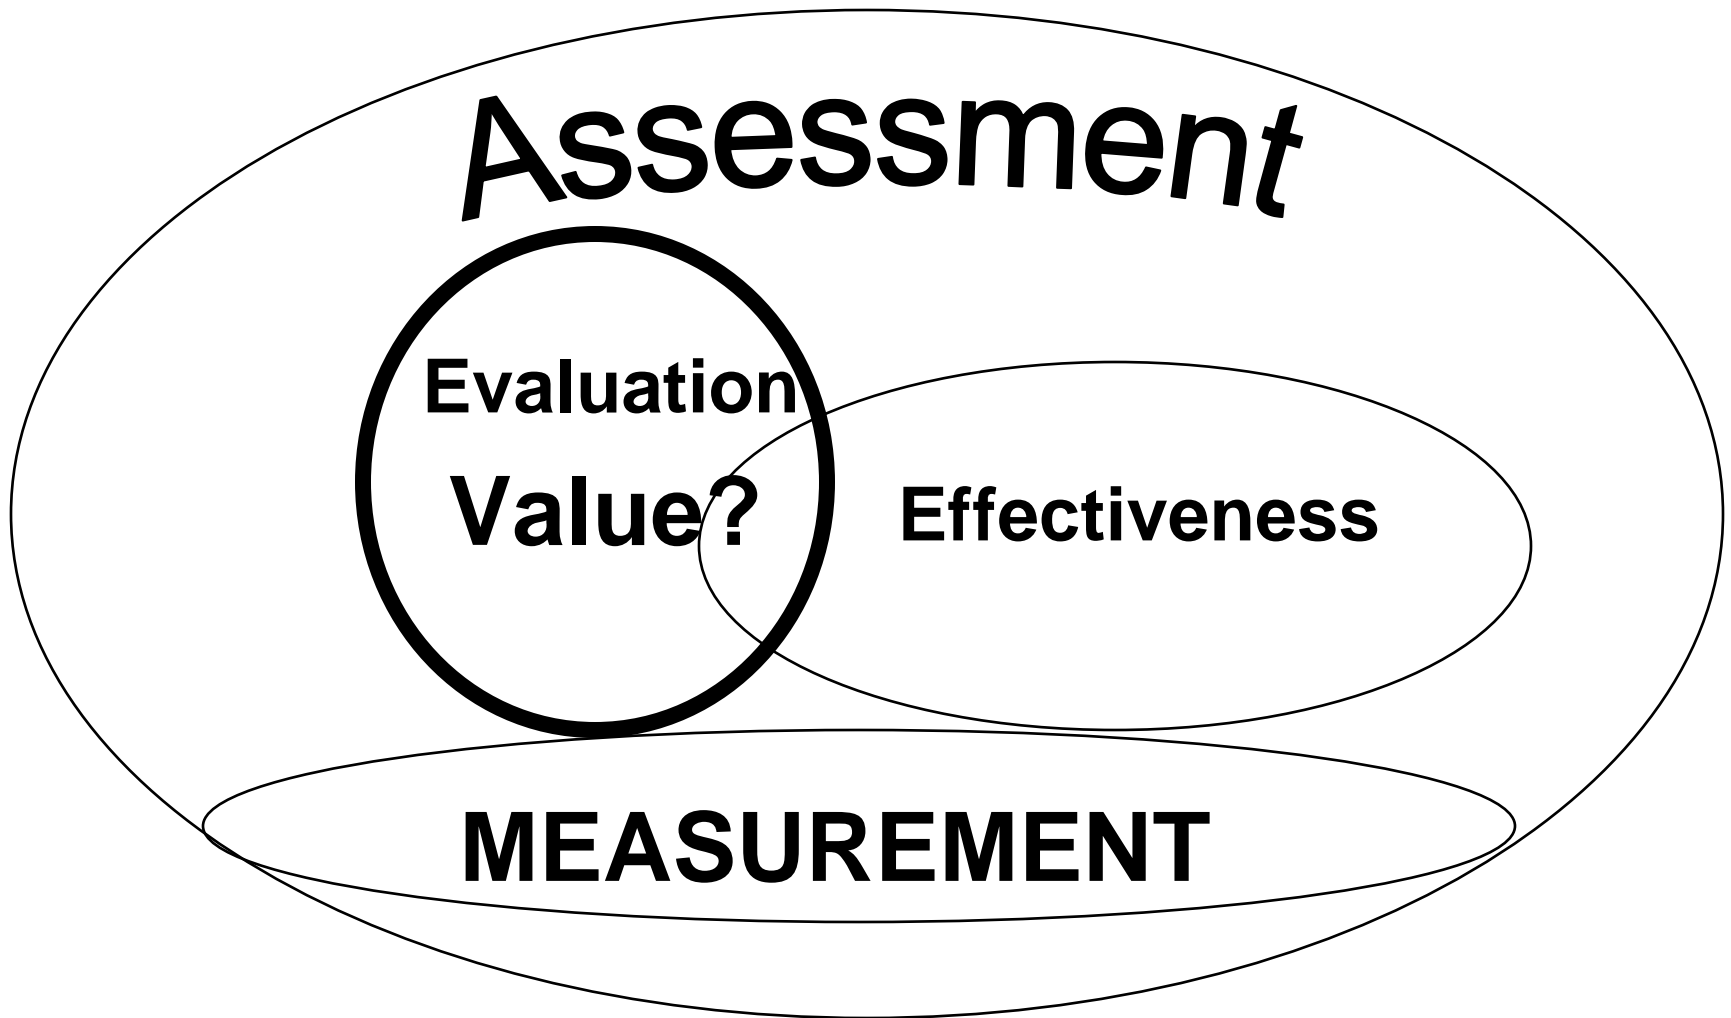 Assessment
Evaluation
Value?
Effectiveness
MEASUREMENT